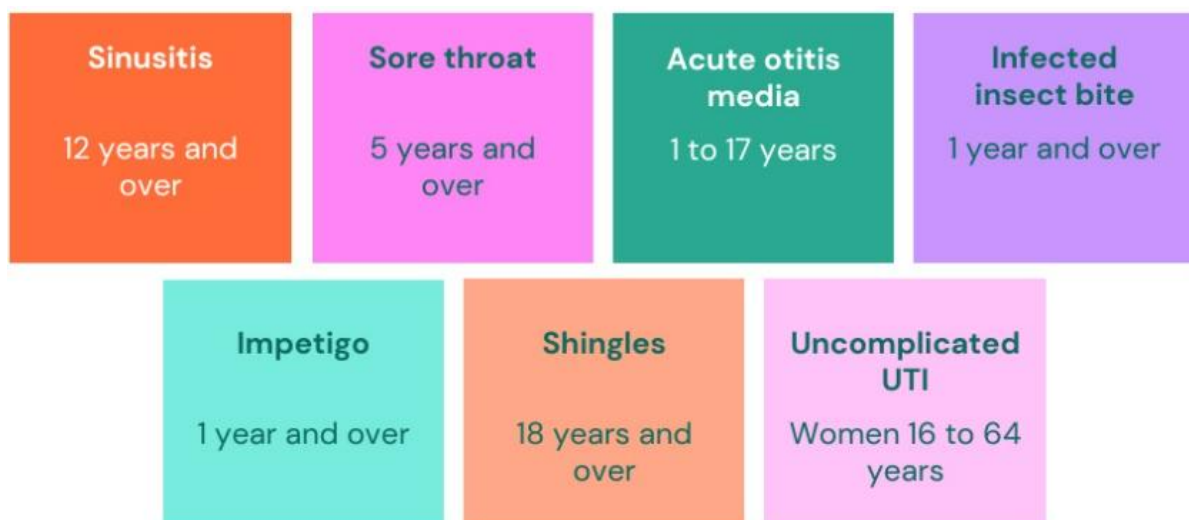 Sinusitis
12 years and
over
Sore throat
5 years and
over
Acute otitis
media
1 to 17 years
Infected
insect bite
1 year and over
Impetigo
1 year and over
Shingles
18 years and
over
Uncomplicated
UTI
Women 16 to 64
years